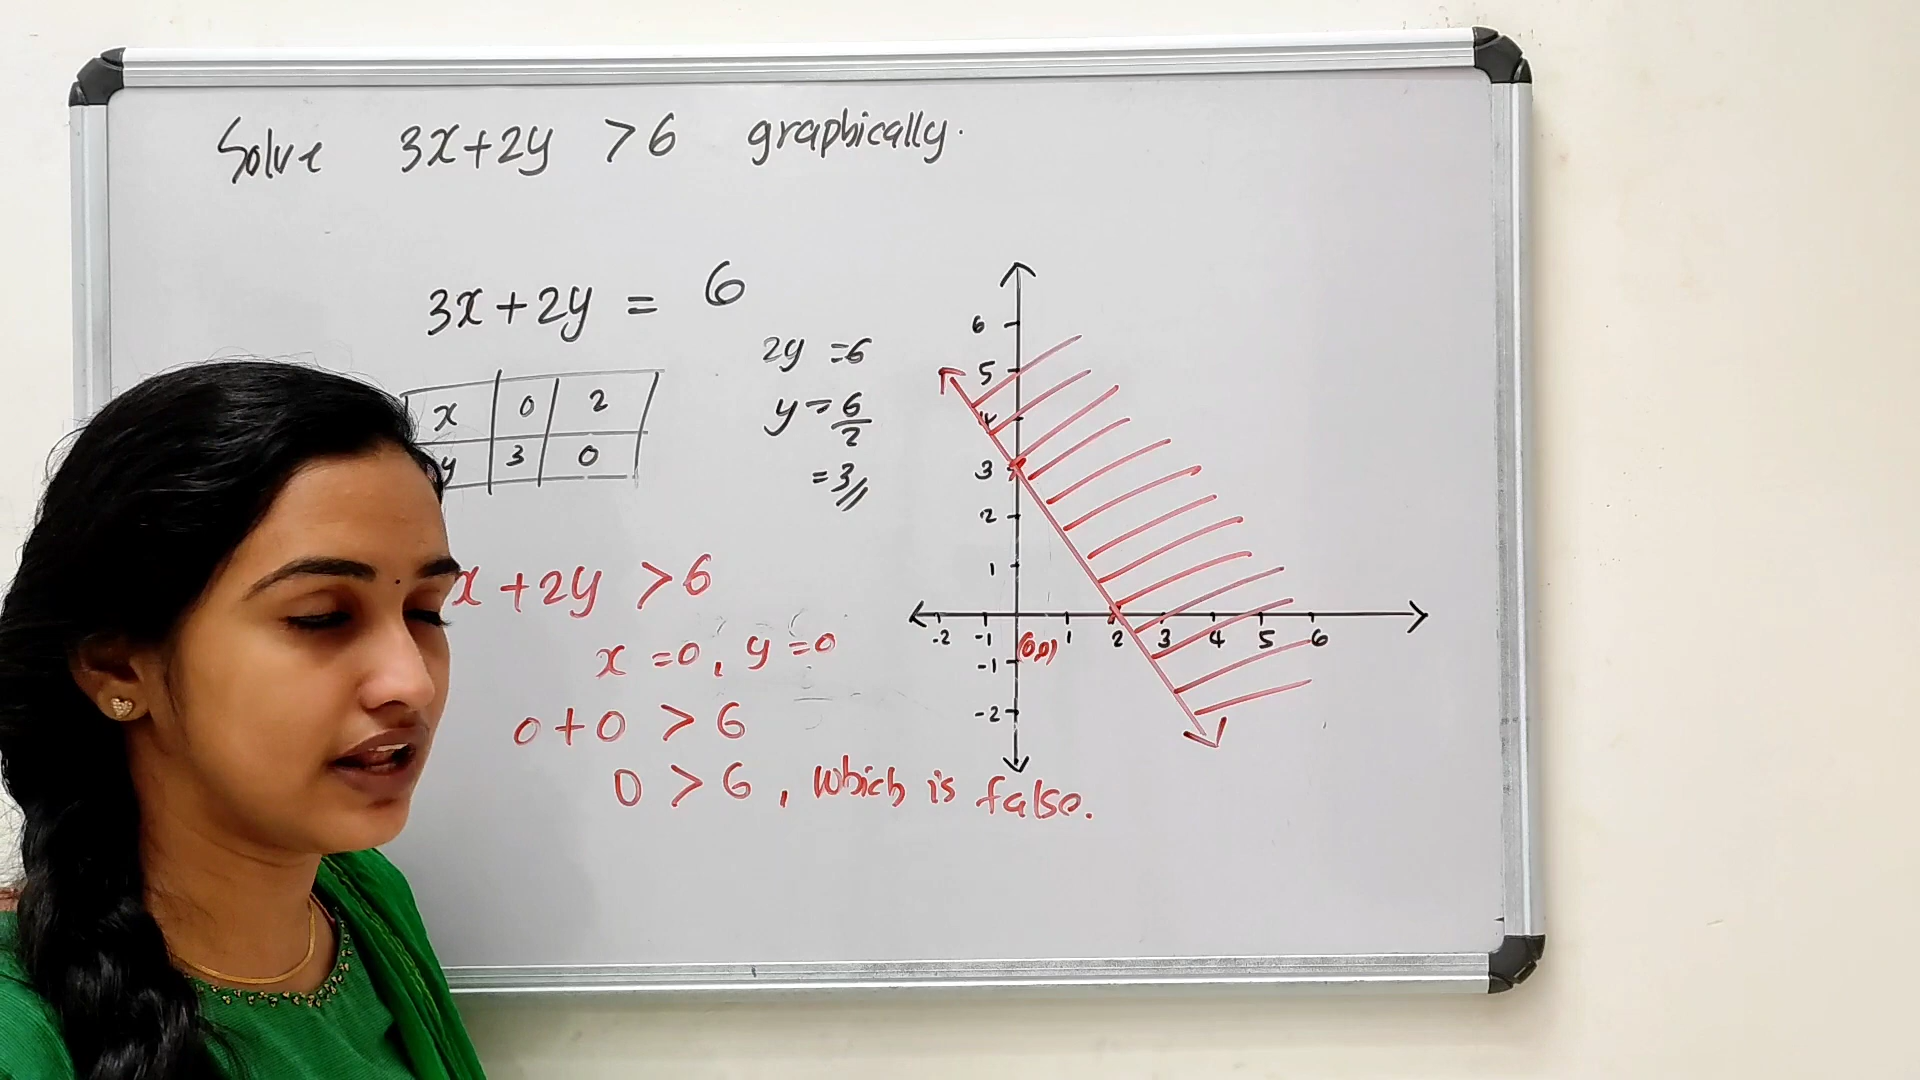 Solve 3x+2y >6 graphically.
3x+2y = 6
x 0 2
y 3 0
2y =6
y = 6/2
=3//
x+2y >6
x =0, y =0
0+0 > 6
0 > 6, which is false.
6
5
4
3
2
1
-2 -1 (0,0) 1 2 3 4 5 6
-1
-2